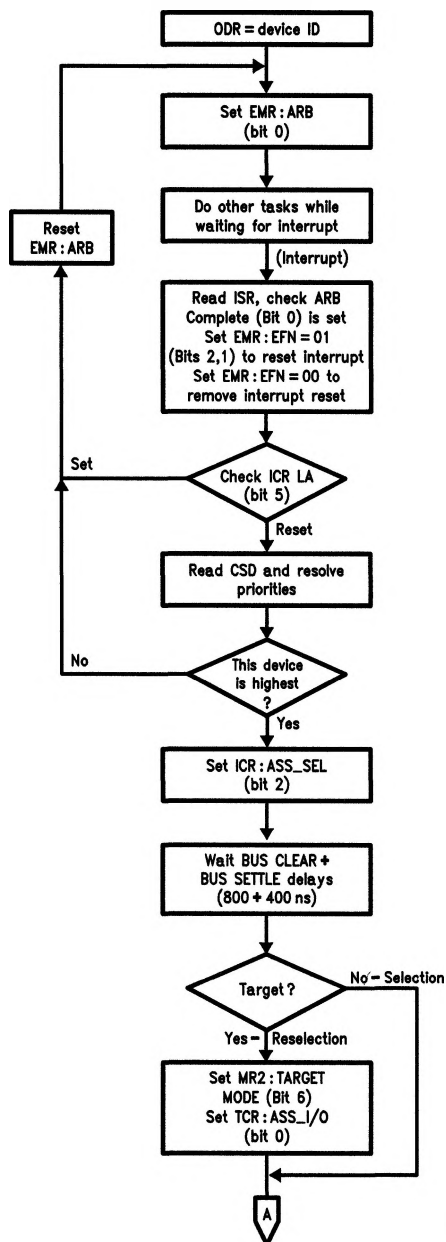 ODR = device ID
Set EMR : ARB
(bit 0)
Do other tasks while
waiting for interrupt
Reset
EMR : ARB
(Interrupt)
Read ISR, check ARB
Complete (Bit 0) is set
Set EMR : EFN = 01
(Bits 2,1) to reset interrupt
Set EMR : EFN = 00 to
remove interrupt reset
Set
Check ICR LA
(bit 5)
Reset
Read CSD and resolve
priorities
No
This device
is highest
?
Yes
Set ICR : ASS_SEL
(bit 2)
Wait BUS CLEAR +
BUS SETTLE delays
(800 + 400 ns)
No - Selection
Target ?
Yes - Reselection
Set MR2 : TARGET
MODE (Bit 6)
Set TCR : ASS_I/O
(bit 0)
A